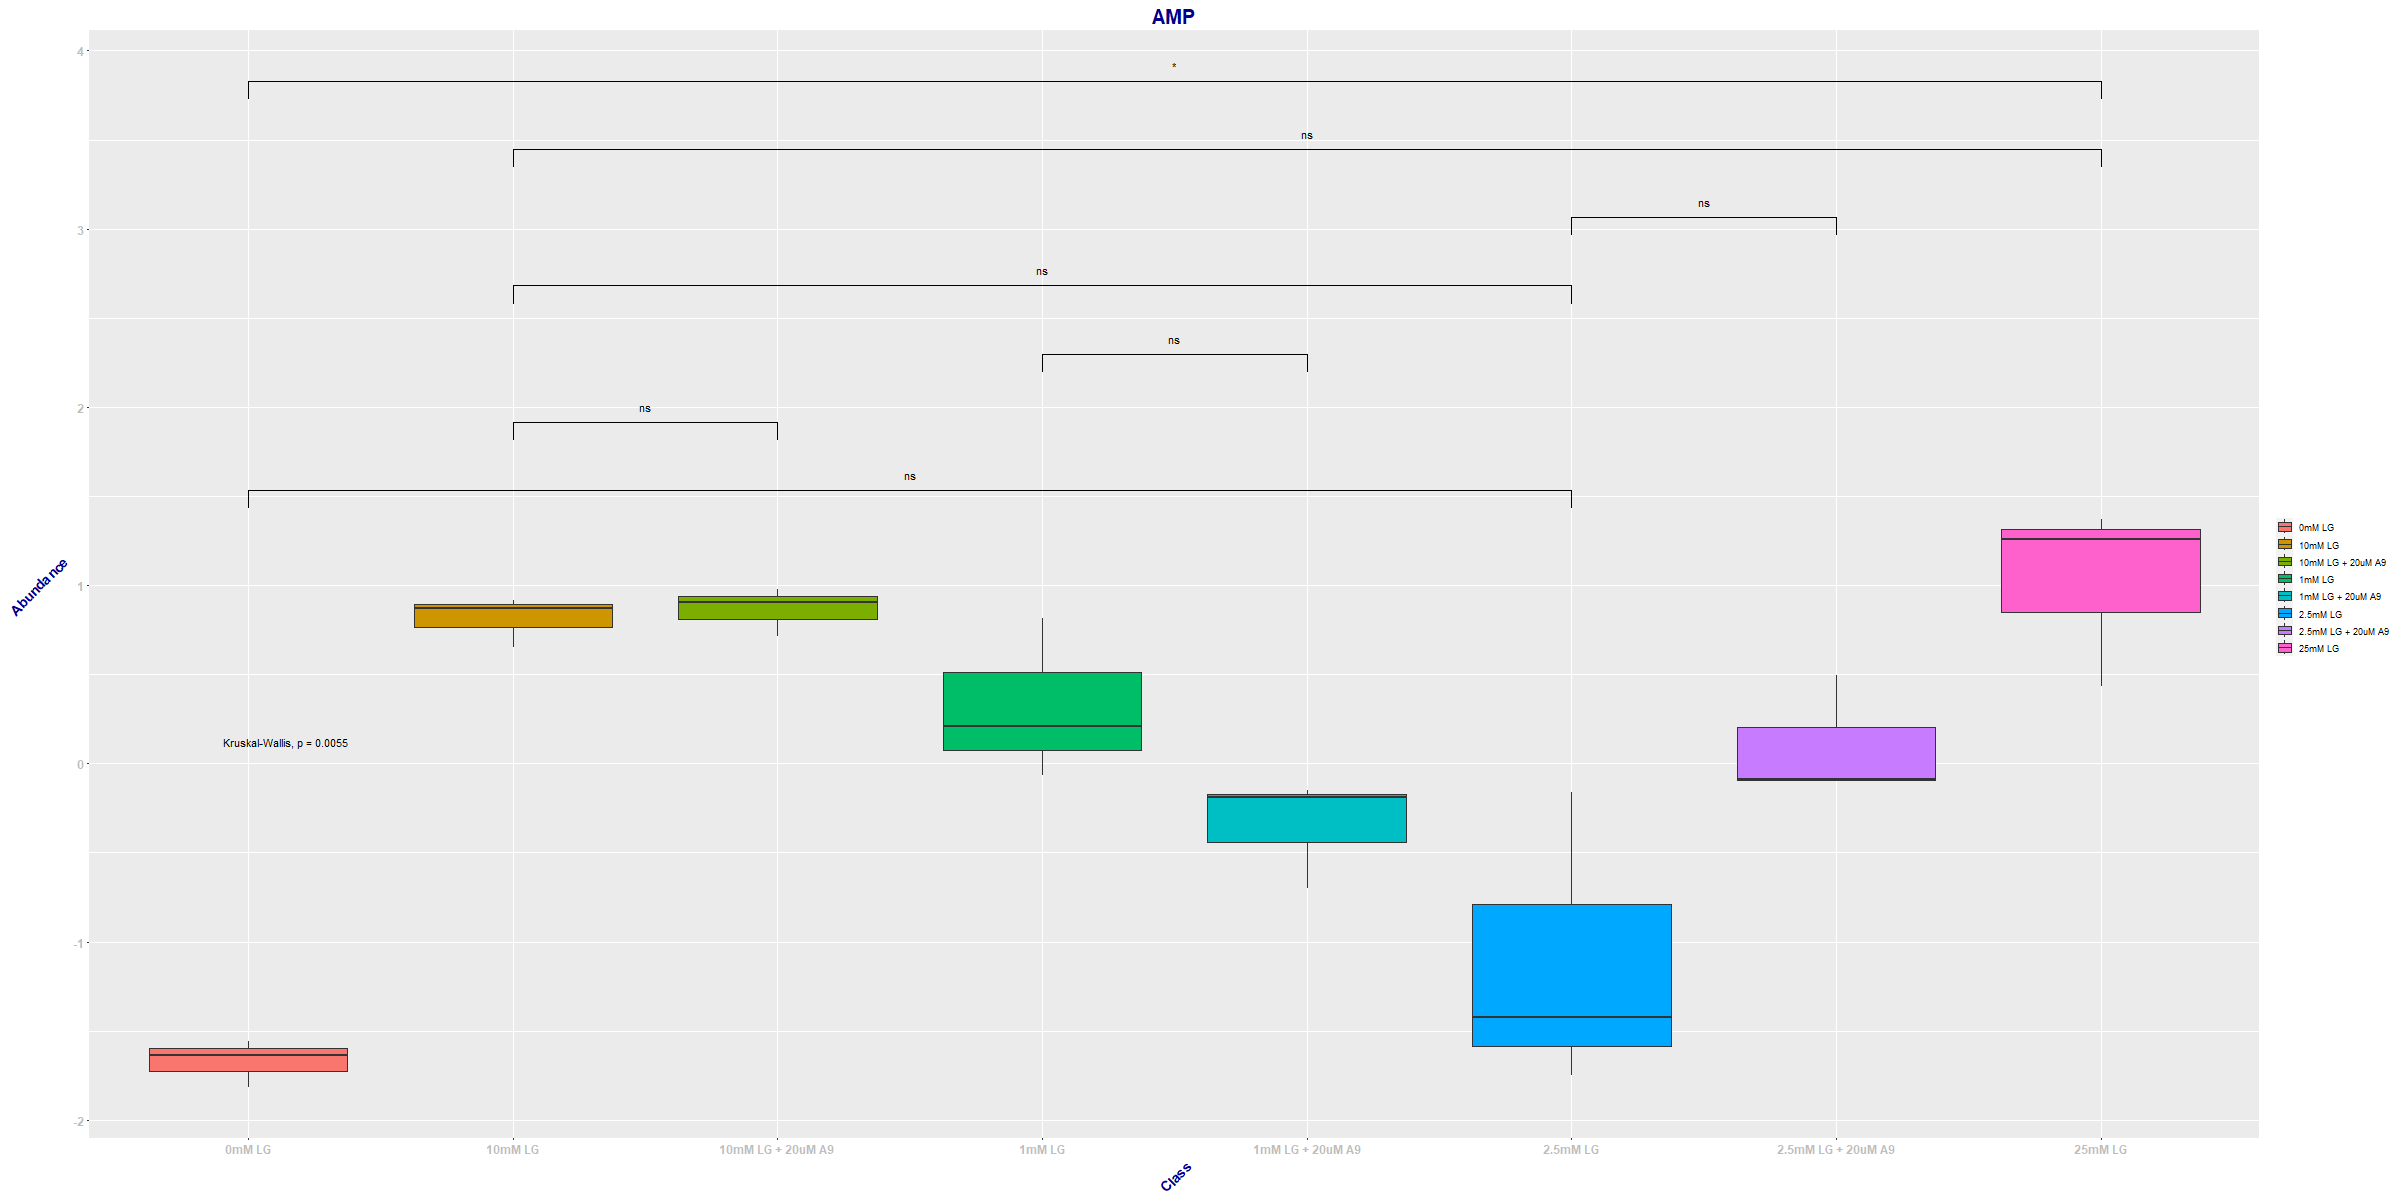 AMP
4
*
ns
3
ns
ns
ns
2
ns
ns
1
Kruskal-Wallis, p = 0.0055
0
-1
-2
Abundance
0mM LG
10mM LG
10mM LG + 20uM A9
1mM LG
1mM LG + 20uM A9
2.5mM LG
2.5mM LG + 20uM A9
25mM LG
Class
0mM LG
10mM LG
10mM LG + 20uM A9
1mM LG
1mM LG + 20uM A9
2.5mM LG
2.5mM LG + 20uM A9
25mM LG